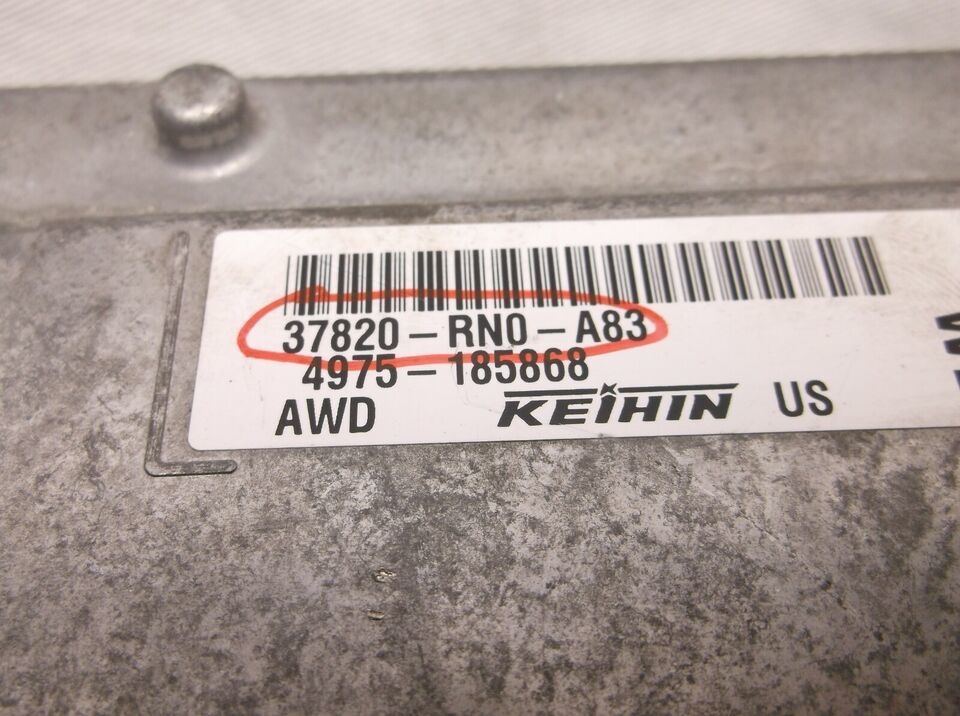 37820-RN0-A83
4975-185868
AWD KEIHIN US